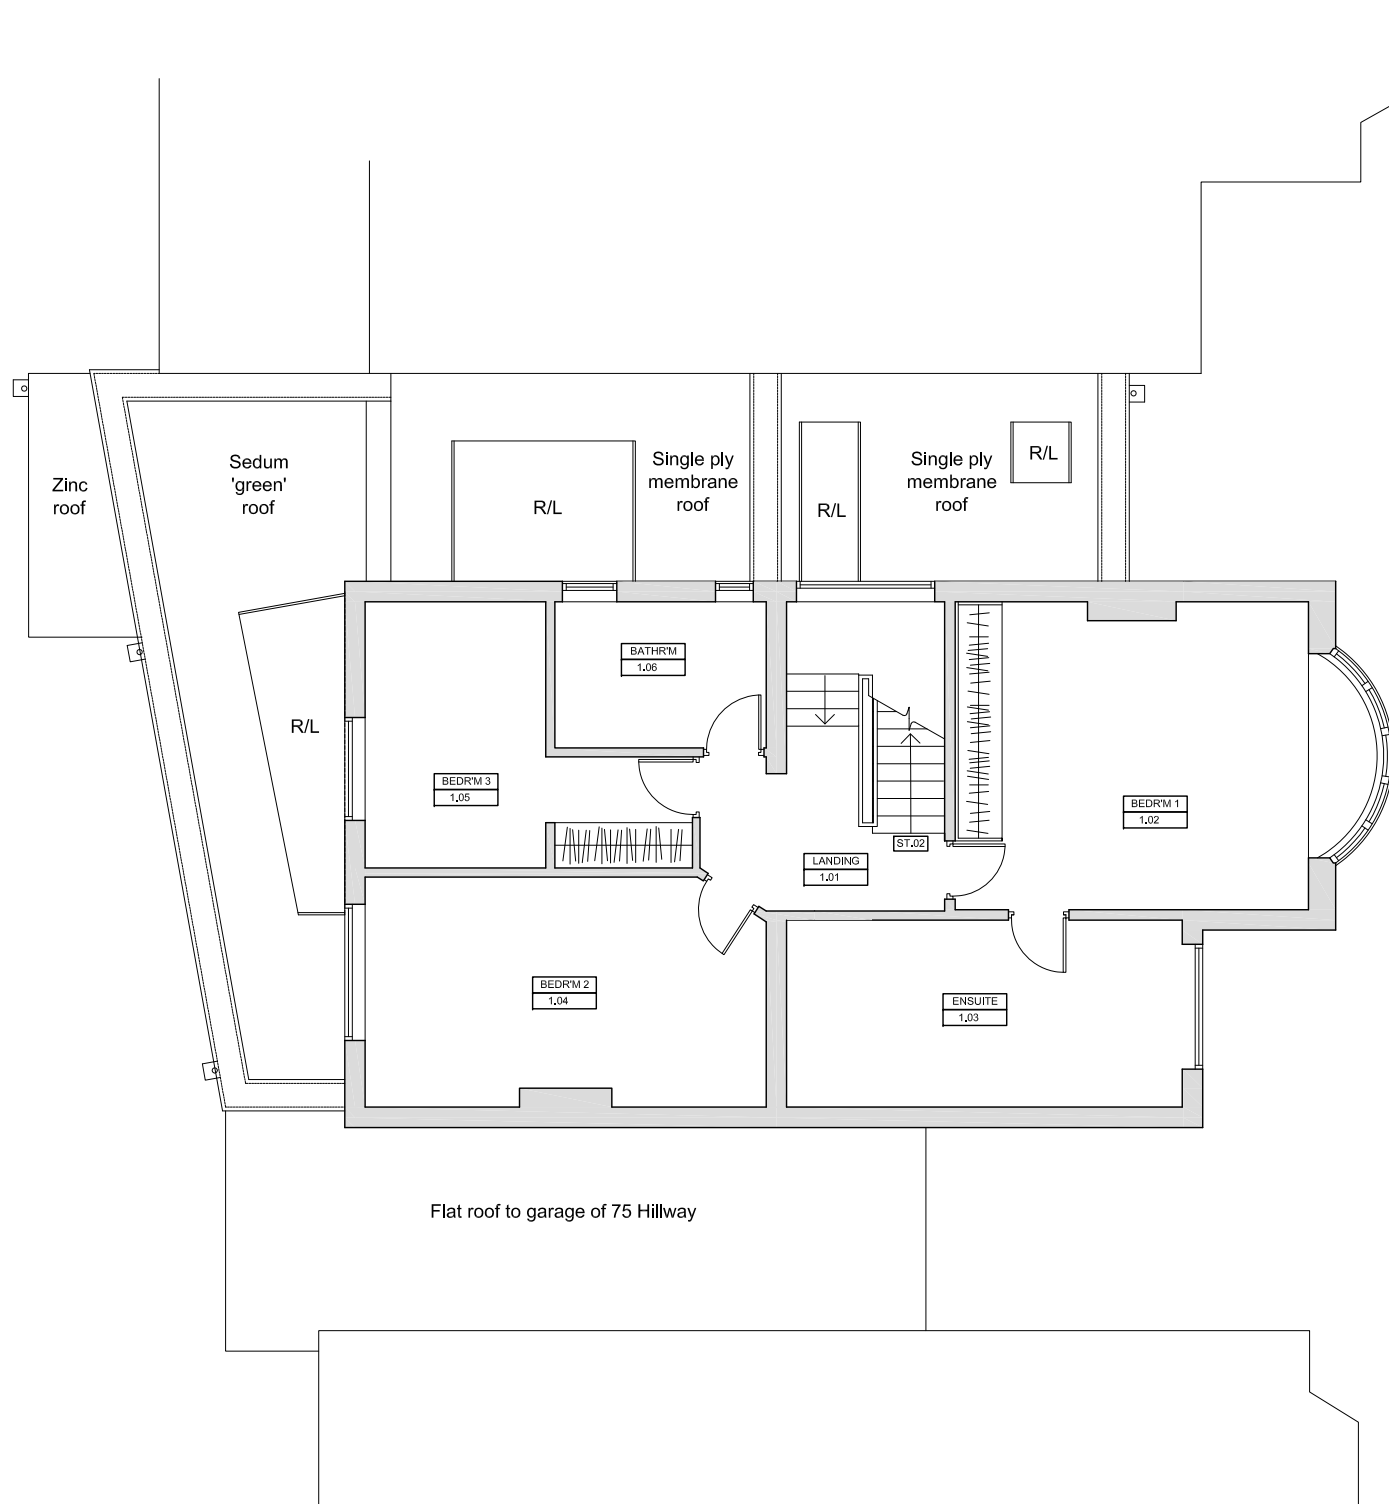 Zinc
roof
Sedum
'green'
roof
R/L
Single ply
membrane
roof
R/L
Single ply
membrane
roof
R/L
R/L
BATHR'M
1.06
BEDR'M 3
1.05
BEDR'M 1
1.02
ST.02
LANDING
1.01
BEDR'M 2
1.04
ENSUITE
1.03
Flat roof to garage of 75 Hillway